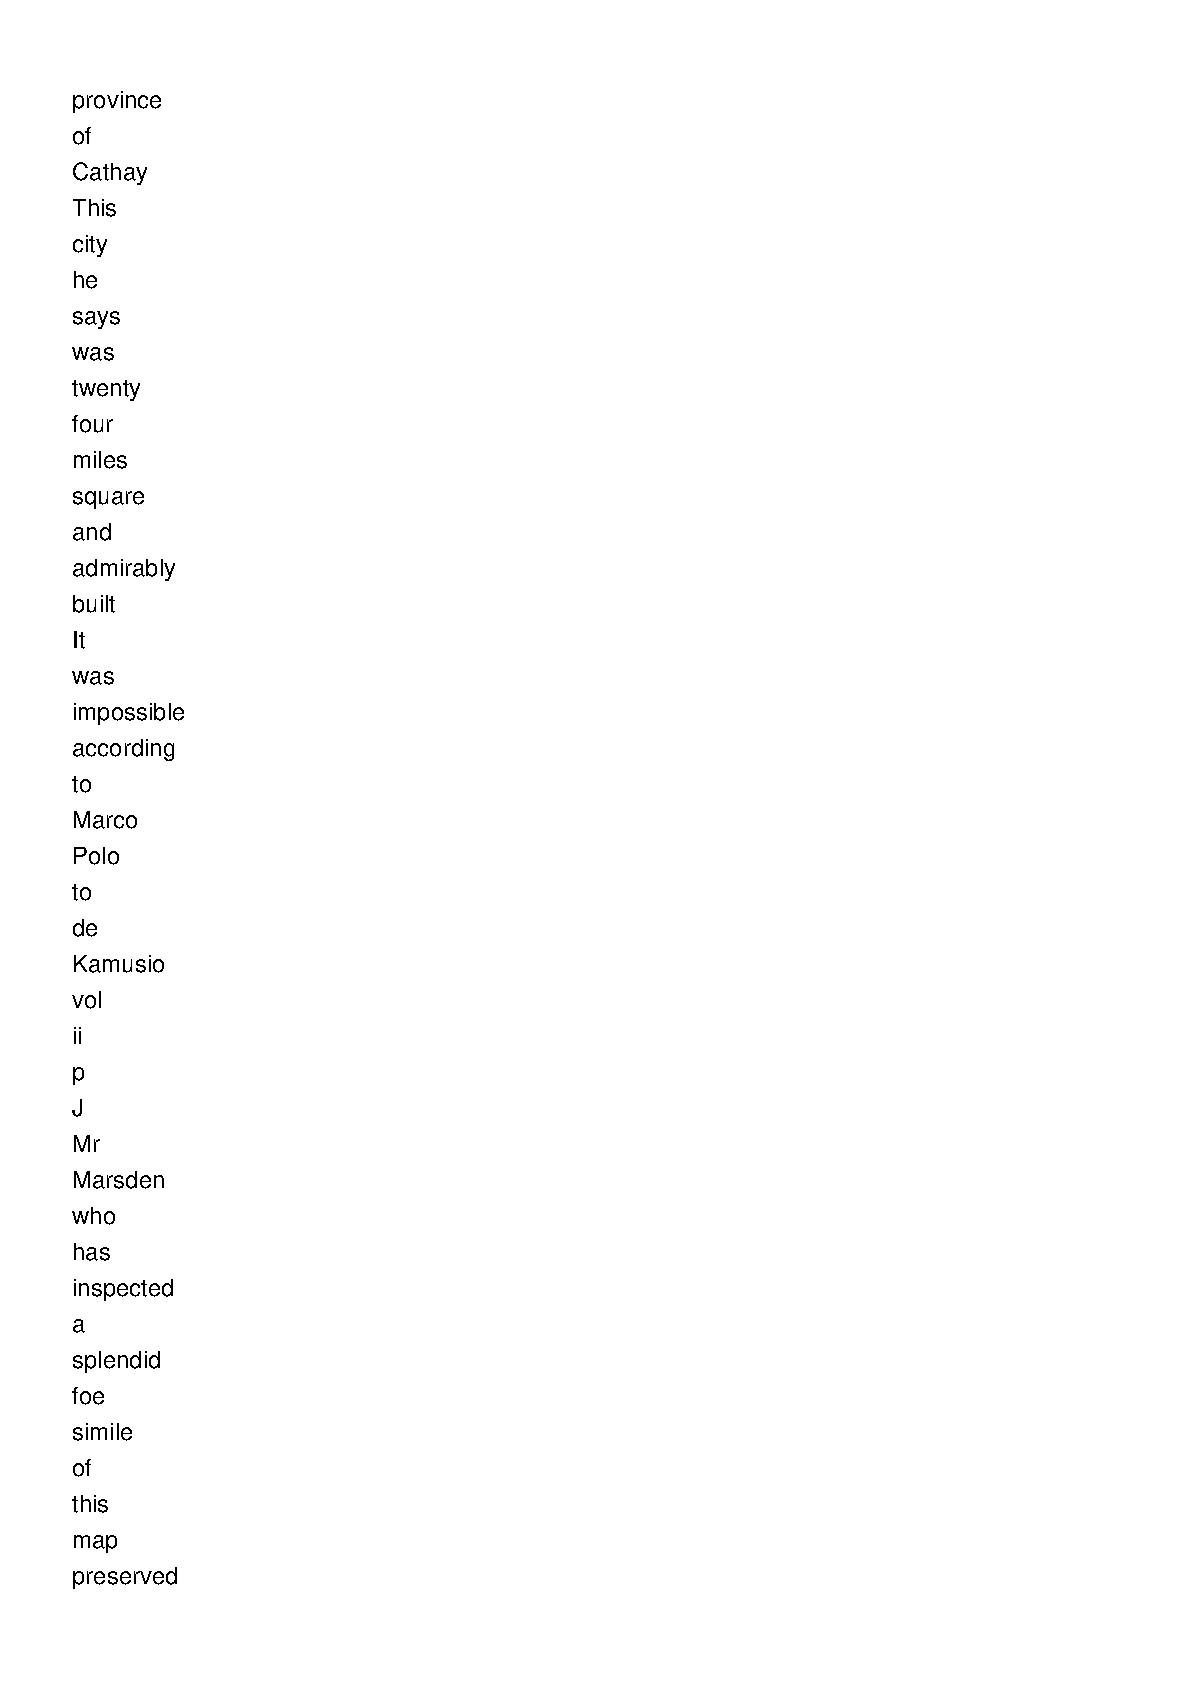 province
of
Cathay
This
city
he
says
was
twenty
four
miles
square
and
admirably
built
It
was
impossible
according
to
Marco
Polo
to
de
Kamusio
vol
ii
p
J
Mr
Marsden
who
has
inspected
a
splendid
foe
simile
of
this
map
preserved